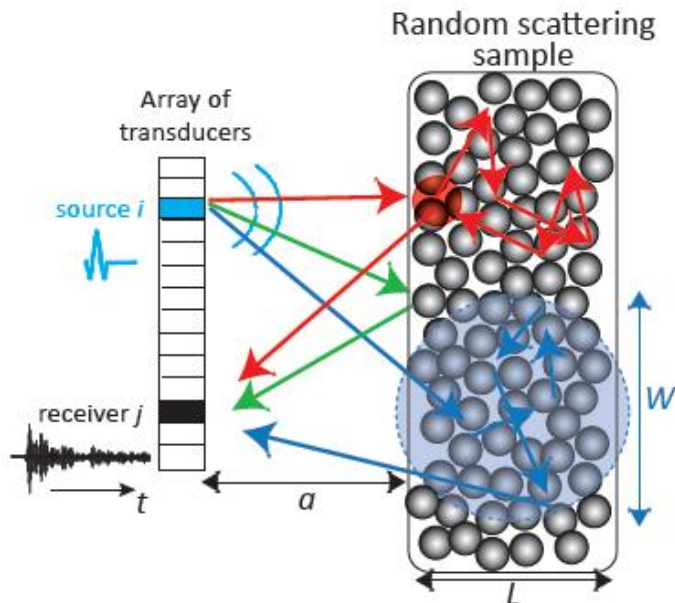 Random scattering
sample
Array of
transducers
source i
receiver j
t
a
W
L